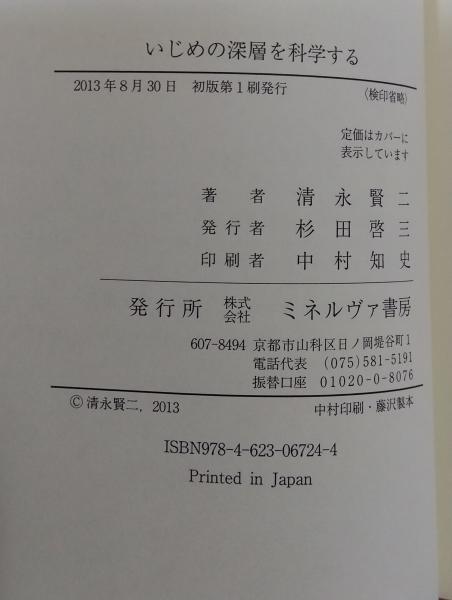 いじめの深層を科学する
2013年8月30日 初版第1刷発行 〈検印省略〉
定価はカバーに
表示しています
著者 清永賢二
発行者 杉田啓三
印刷者 中村知史
発行所 株式会社 ミネルヴァ書房
607-8494 京都市山科区日ノ岡堤谷町1
電話代表 (075)581-5191
振替口座 01020-0-8076
© 清永賢二, 2013 中村印刷・藤沢製本
ISBN978-4-623-06724-4
Printed in Japan